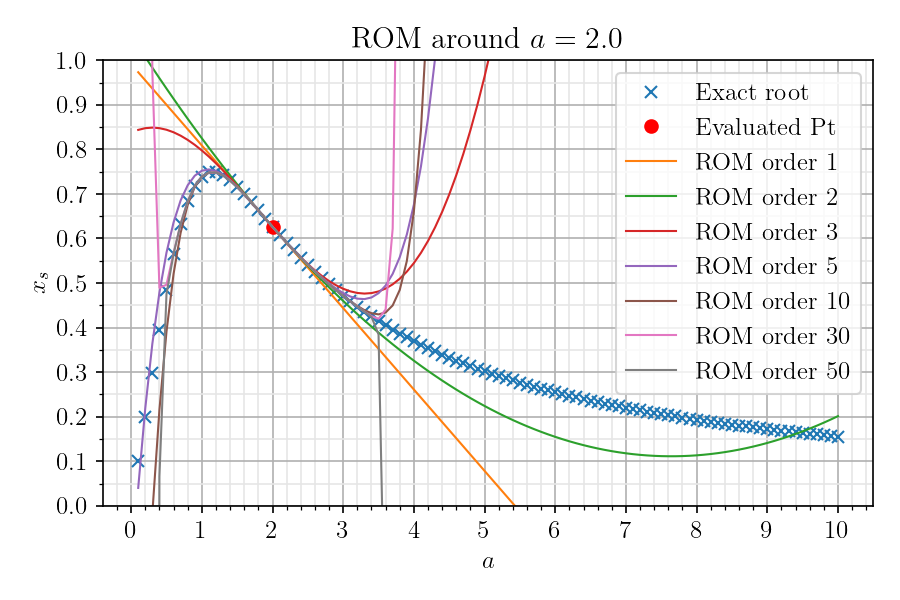 ROM around a = 2.0
1.0
0.9
0.8
0.7
0.6
0.5
0.4
0.3
0.2
0.1
0.0
x_s
Exact root
Evaluated Pt
ROM order 1
ROM order 2
ROM order 3
ROM order 5
ROM order 10
ROM order 30
ROM order 50
0 1 2 3 4 5 6 7 8 9 10
a